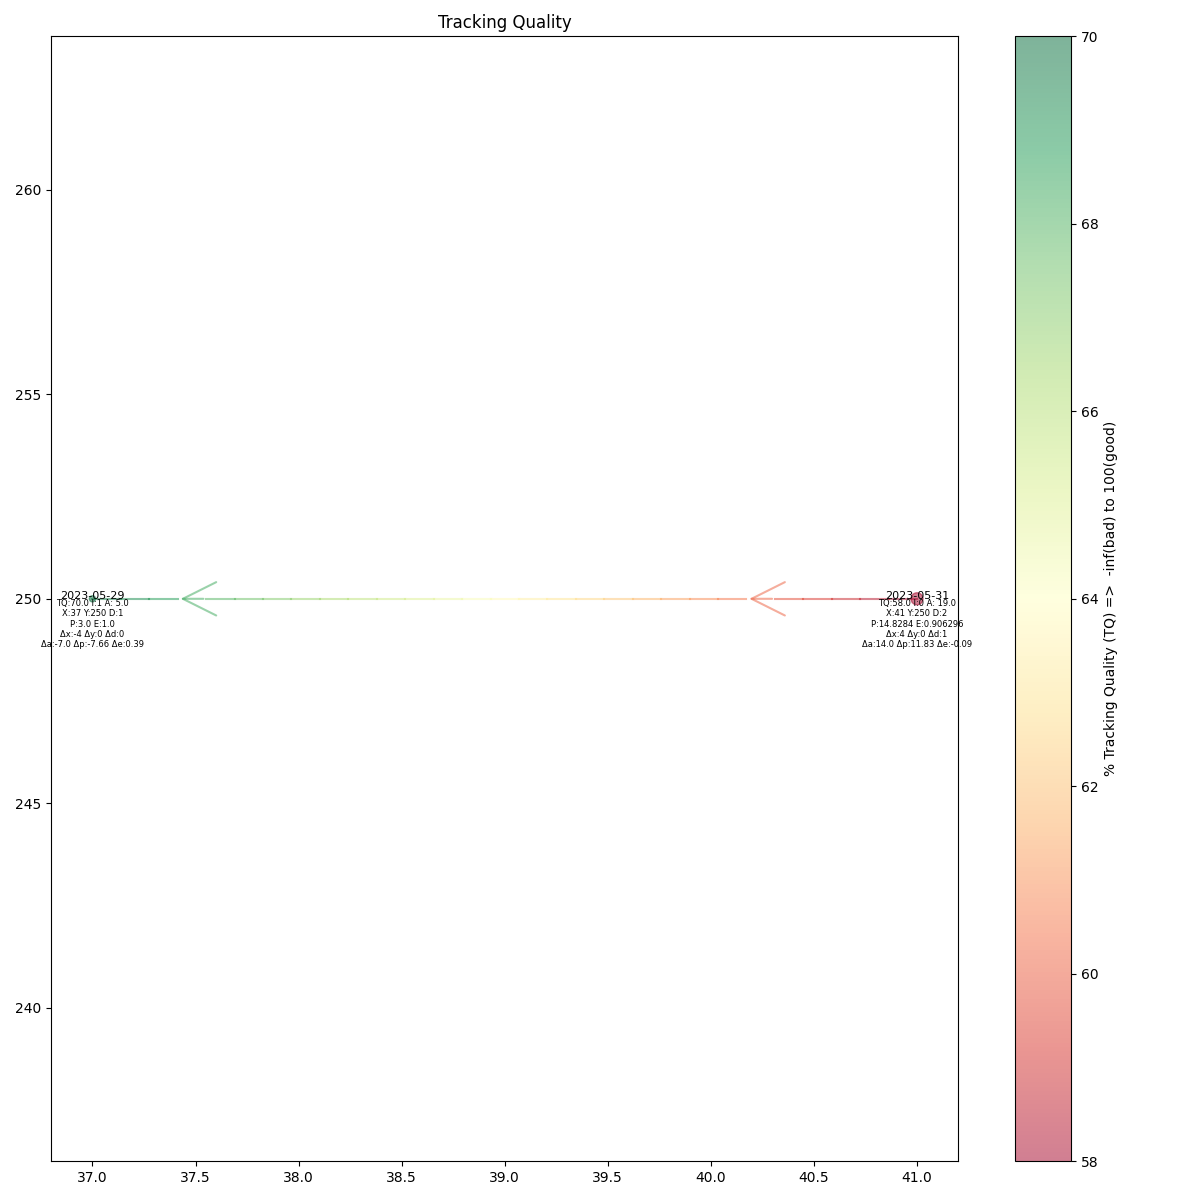 Tracking Quality
260
255
250
245
240
37.0
37.5
38.0
38.5
39.0
39.5
40.0
40.5
41.0
2023-05-29
TQ:70.0 I:1 A: 5.0
X:37 Y:250 D:1
P:3.0 E:1.0
Δx:-4 Δy:0 Δd:0
Δa:-7.0 Δp:-7.66 Δe:0.39
2023-05-31
TQ:58.0 I:0 A: 19.0
X:41 Y:250 D:2
P:14.8284 E:0.906296
Δx:4 Δy:0 Δd:1
Δa:14.0 Δp:11.83 Δe:-0.09
70
68
66
64
62
60
58
% Tracking Quality (TQ) => -inf(bad) to 100(good)